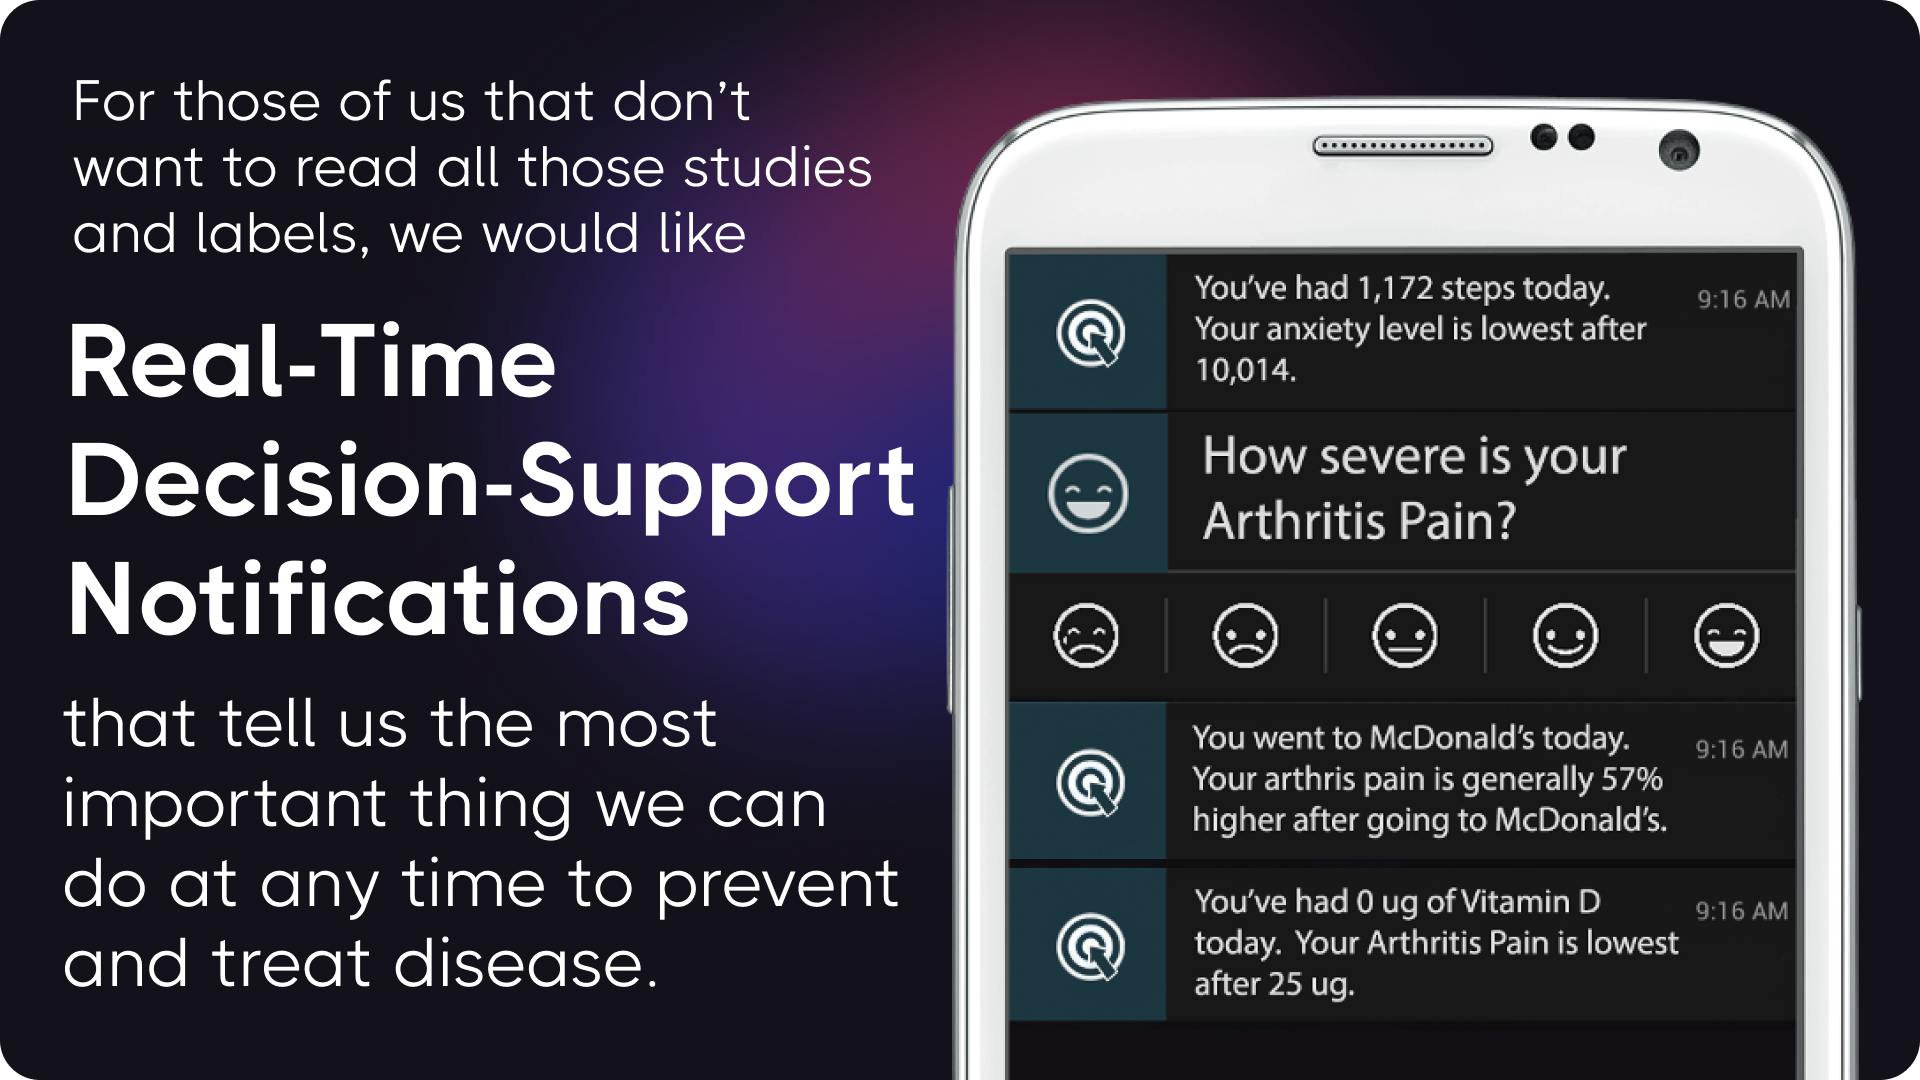 For those of us that don’t
want to read all those studies
and labels, we would like
Real-Time
Decision-Support
Notifications
that tell us the most
important thing we can
do at any time to prevent
and treat disease.
You’ve had 1,172 steps today.
9:16 AM
Your anxiety level is lowest after
10,014.
How severe is your
Arthritis Pain?
You went to McDonald’s today.
9:16 AM
Your arthris pain is generally 57%
higher after going to McDonald’s.
You’ve had 0 ug of Vitamin D
9:16 AM
today. Your Arthritis Pain is lowest
after 25 ug.